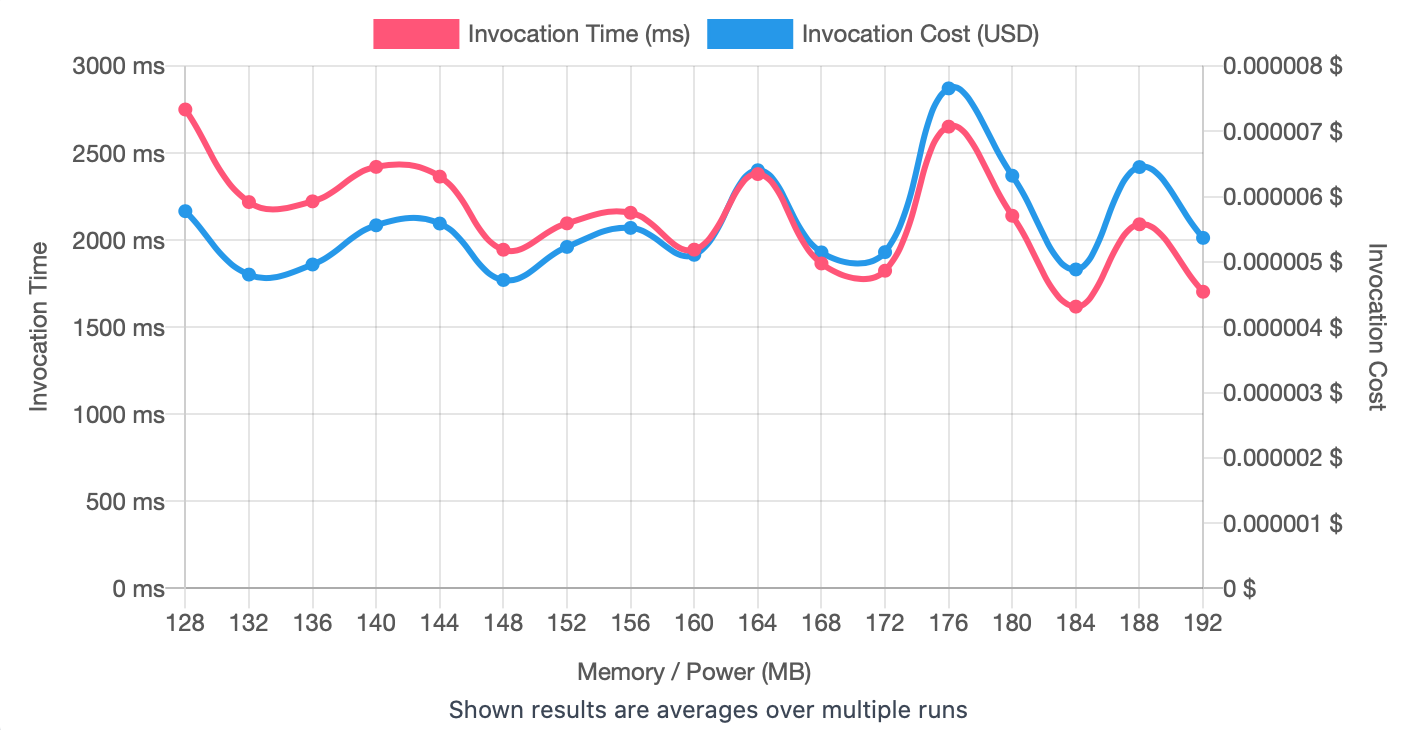 Invocation Time (ms) Invocation Cost (USD)
3000 ms 0.000008 $
0.000007 $
2500 ms
0.000006 $
2000 ms
0.000005 $
1500 ms 0.000004 $
0.000003 $
1000 ms
0.000002 $
500 ms
0.000001 $
0 ms 0 $
Invocation Time
Invocation Cost
128 132 136 140 144 148 152 156 160 164 168 172 176 180 184 188 192
Memory / Power (MB)
Shown results are averages over multiple runs